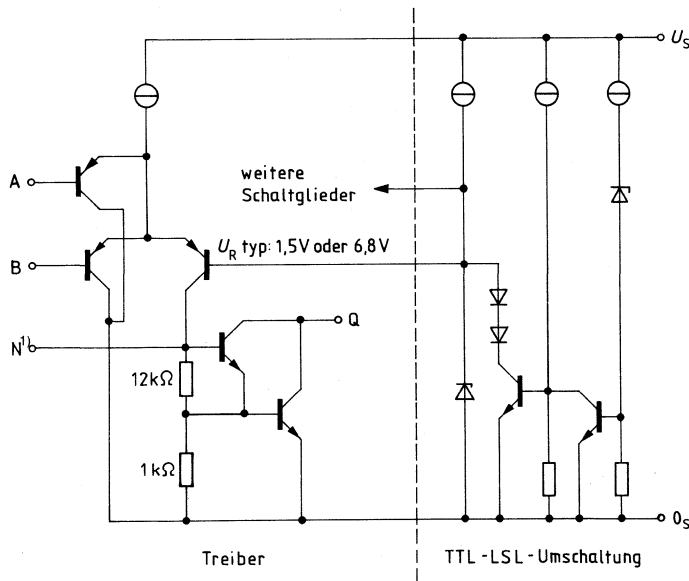 U_S
A
weitere
Schaltglieder
B
U_R typ: 1,5V oder 6,8V
N¹⁾
Q
12kΩ
1kΩ
0_S
Treiber
TTL-LSL-Umschaltung